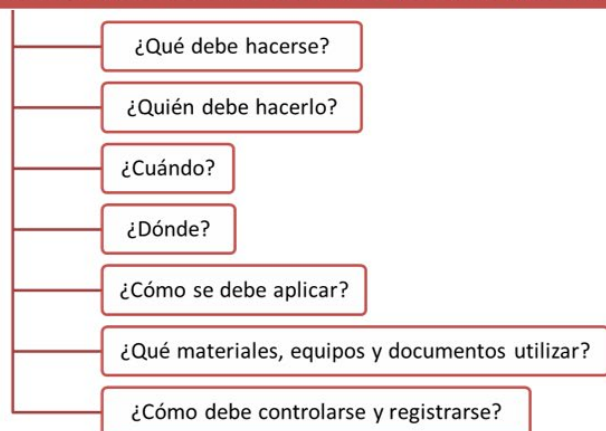 ¿Qué debe hacerse?
¿Quién debe hacerlo?
¿Cuándo?
¿Dónde?
¿Cómo se debe aplicar?
¿Qué materiales, equipos y documentos utilizar?
¿Cómo debe controlarse y registrarse?